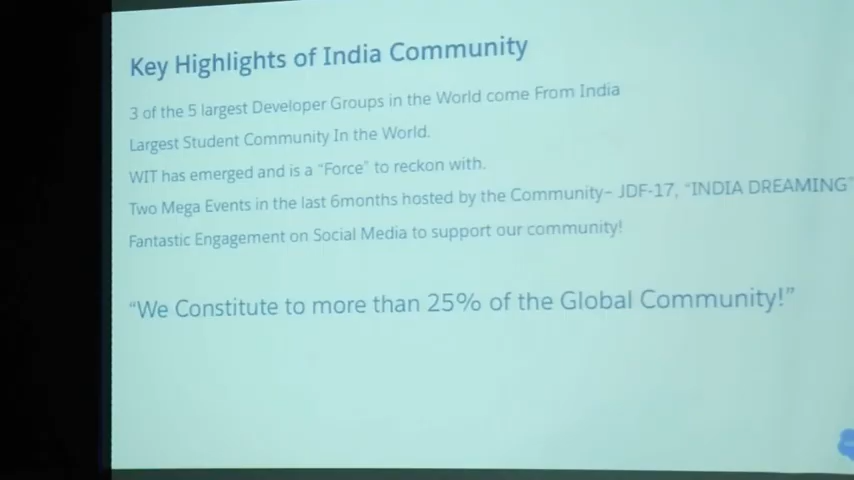 Key Highlights of India Community
3 of the 5 largest Developer Groups in the World come From India
Largest Student Community In the World.
WIT has emerged and is a “Force” to reckon with.
Two Mega Events in the last 6months hosted by the Community– JDF-17, “INDIA DREAMING”
Fantastic Engagement on Social Media to support our community!
“We Constitute to more than 25% of the Global Community!”